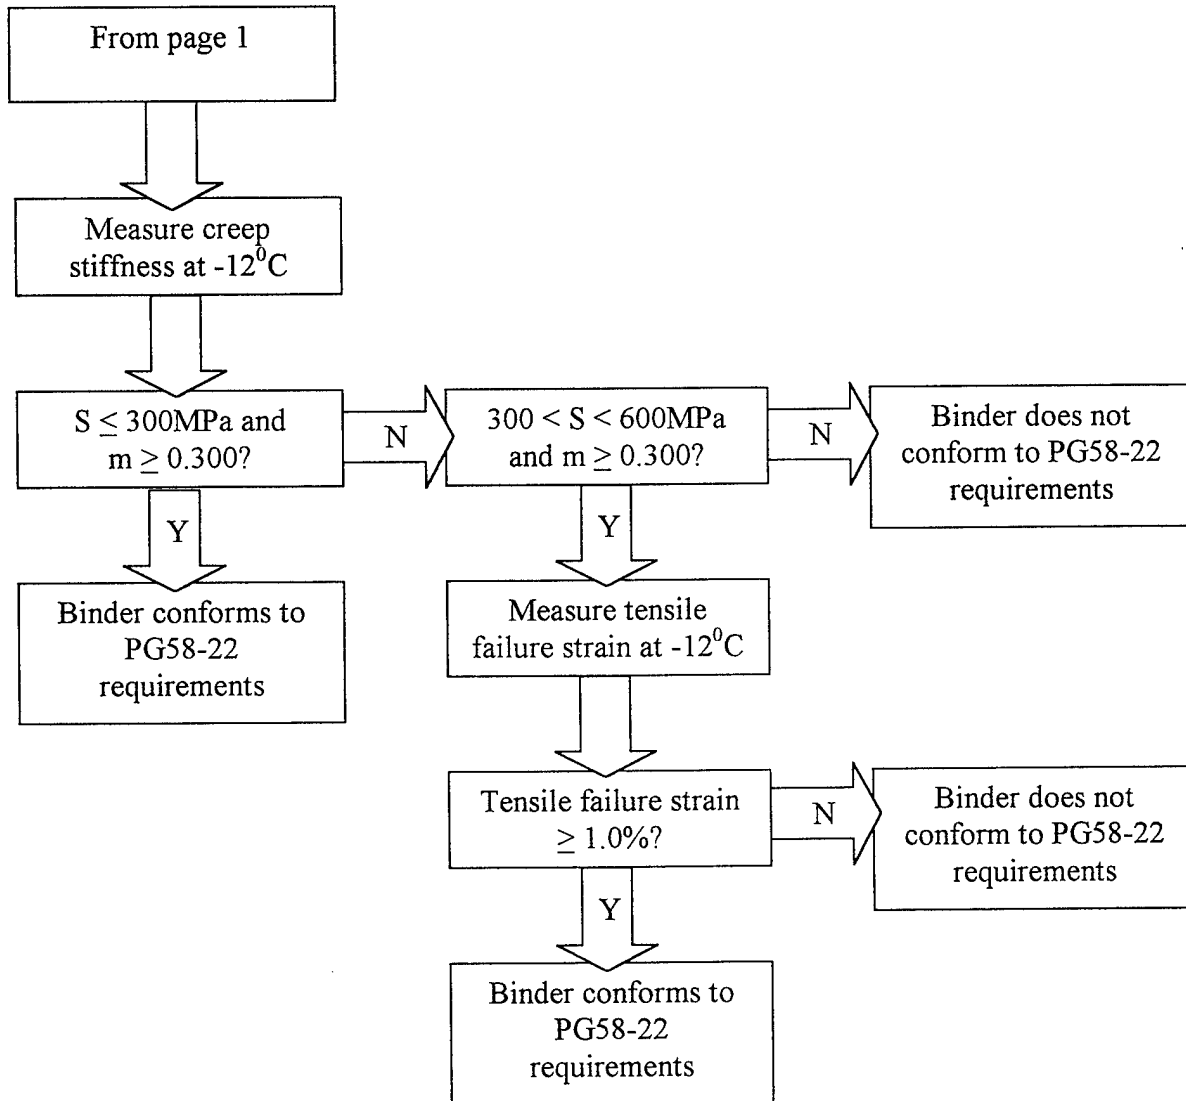 From page 1
Measure creep
stiffness at -12⁰C
S ≤ 300MPa and
m ≥ 0.300?
N
300 < S < 600MPa
and m ≥ 0.300?
N
Binder does not
conform to PG58-22
requirements
Y
Y
Binder conforms to
PG58-22
requirements
Measure tensile
failure strain at -12⁰C
Tensile failure strain
≥ 1.0%?
N
Binder does not
conform to PG58-22
requirements
Y
Binder conforms to
PG58-22
requirements